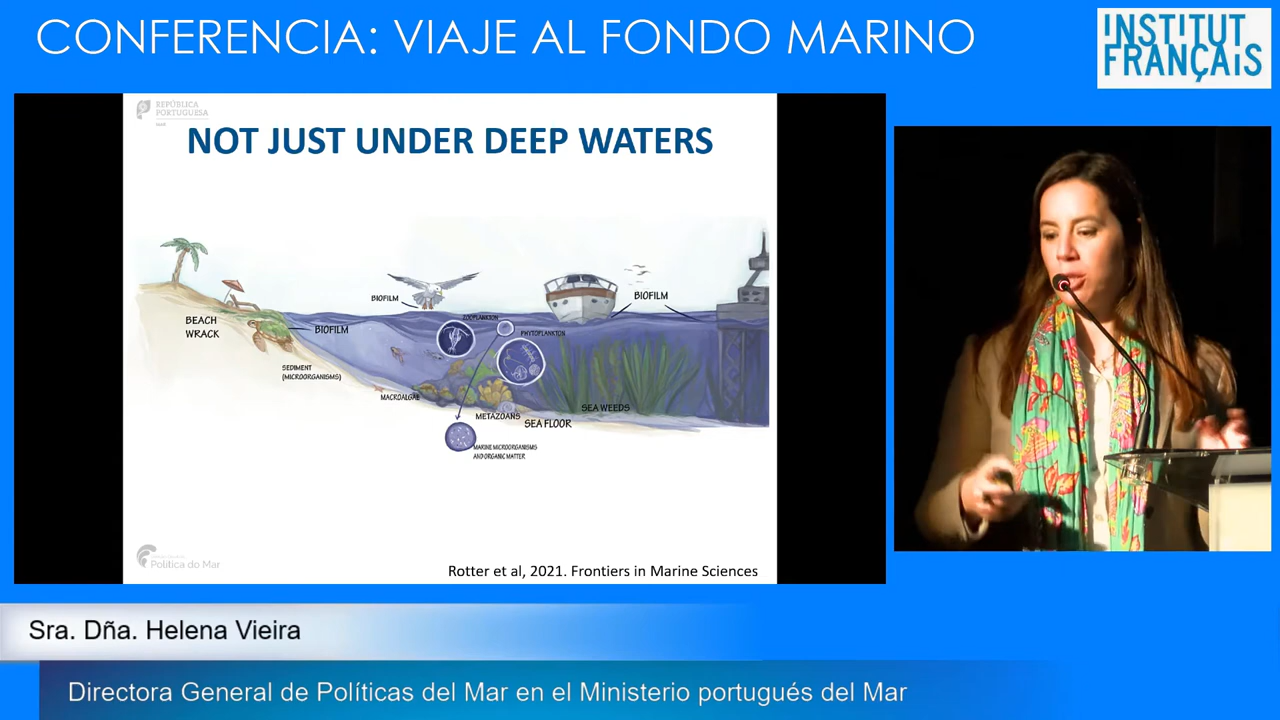 CONFERENCIA: VIAJE AL FONDO MARINO
INSTITUT
FRANÇAIS
REPÚBLICA
PORTUGUESA
NOT JUST UNDER DEEP WATERS
BEACH
WRACK
BIOFILM
SEDIMENT
(MICROORGANISMS)
BIOFILM
ZOOPLANKTON
PHYTOPLANKTON
BIOFILM
MACROALGAE
METAZOANS
SEA FLOOR
SEA WEEDS
MARINE MICROORGANISMS
AND ORGANIC MATTER
Política do Mar
Rotter et al, 2021. Frontiers in Marine Sciences
Sra. Dña. Helena Vieira
Directora General de Políticas del Mar en el Ministerio portugués del Mar